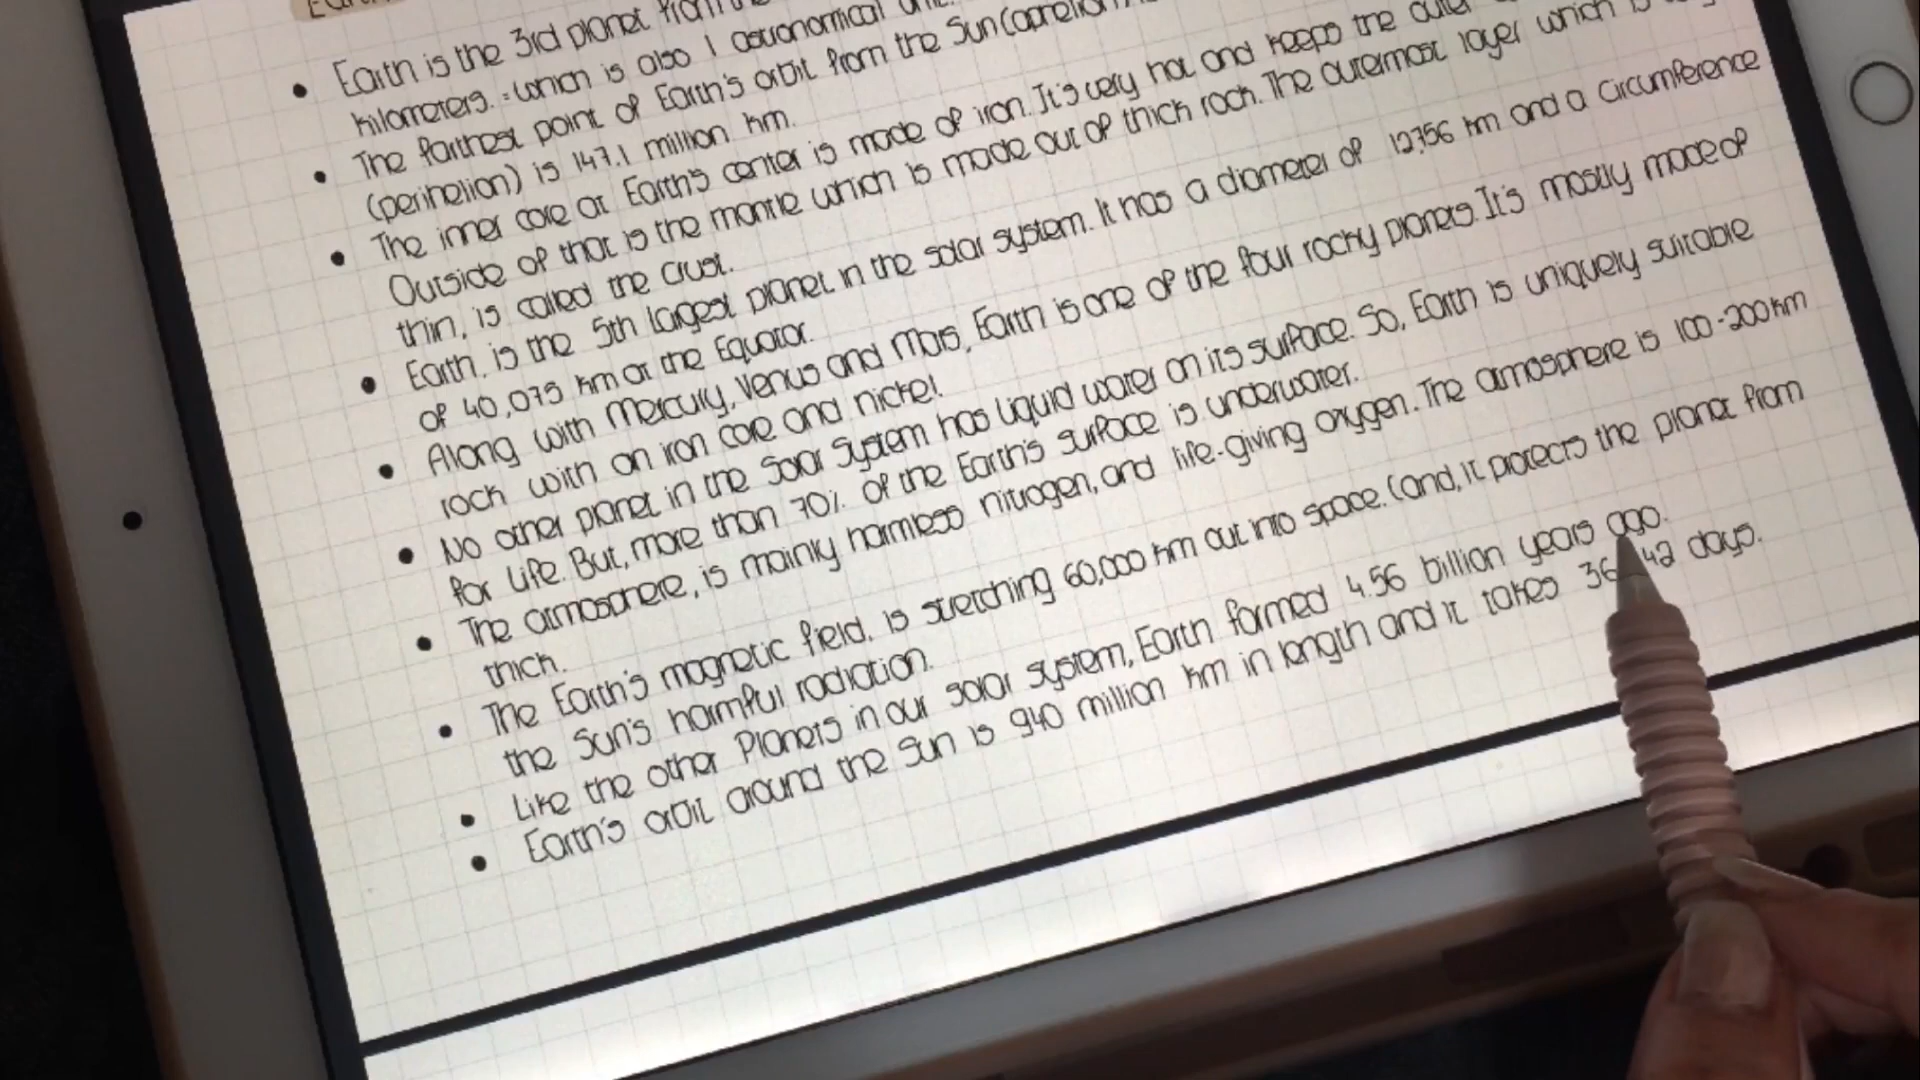 Earth
Earth is the 3rd planet from the
kilometers. which is also 1 astronomical unit.
The farthest point of Earth's orbit from the Sun (aphelion)
(perihelion) is 147.1 million km.
The inner core at Earth's center is made of iron. It's very hot and keeps the outer
Outside of that is the mantle which is made out of thick rock. The outermost layer which is
thin, is called the crust.
Earth, is the 5th largest planet in the solar system. It has a diameter of 12,756 km and a circumference
of 40,075 km at the Equator.
Along with Mercury, Venus and Mars, Earth is one of the four rocky planets. It's mostly made of
rock with an iron core and nickel.
No other planet in the Solar System has liquid water on its surface. So, Earth is uniquely suitable
for life. But, more than 70% of the Earth's surface is underwater.
The atmosphere, is mainly harmless nitrogen, and life-giving oxygen. The atmosphere is 100-200 km
thick.
The Earth's magnetic field, is stretching 60,000 km out into space. (and, it protects the planet from
the Sun's harmful radiation.
Like the other Planets in our solar system, Earth formed 4.56 billion years ago.
Earth's orbit around the Sun is 940 million km in length and it takes 36 42 days.